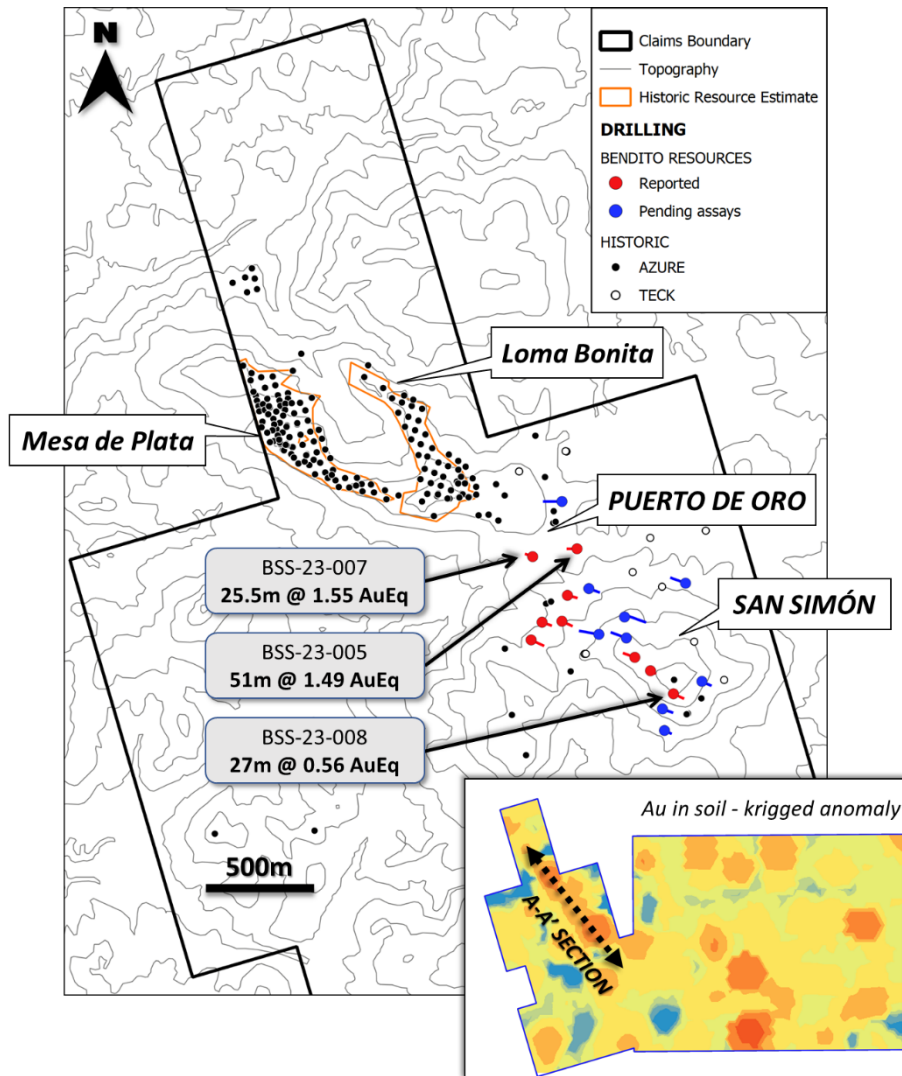 N
Claims Boundary
Topography
Historic Resource Estimate
DRILLING
BENDITO RESOURCES
Reported
Pending assays
HISTORIC
AZURE
TECK
Loma Bonita
Mesa de Plata
PUERTO DE ORO
BSS-23-007
25.5m @ 1.55 AuEq
SAN SIMÓN
BSS-23-005
51m @ 1.49 AuEq
BSS-23-008
27m @ 0.56 AuEq
500m
Au in soil - krigged anomaly
A-A' SECTION